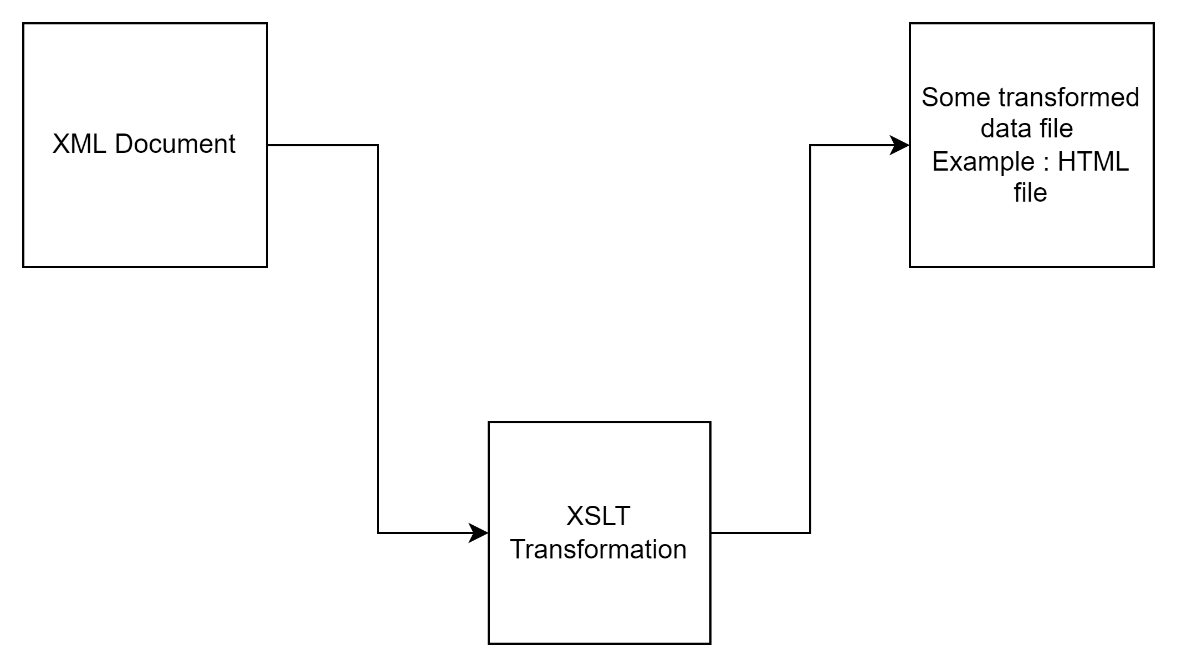 XML Document
Some transformed
data file
Example : HTML
file
XSLT
Transformation